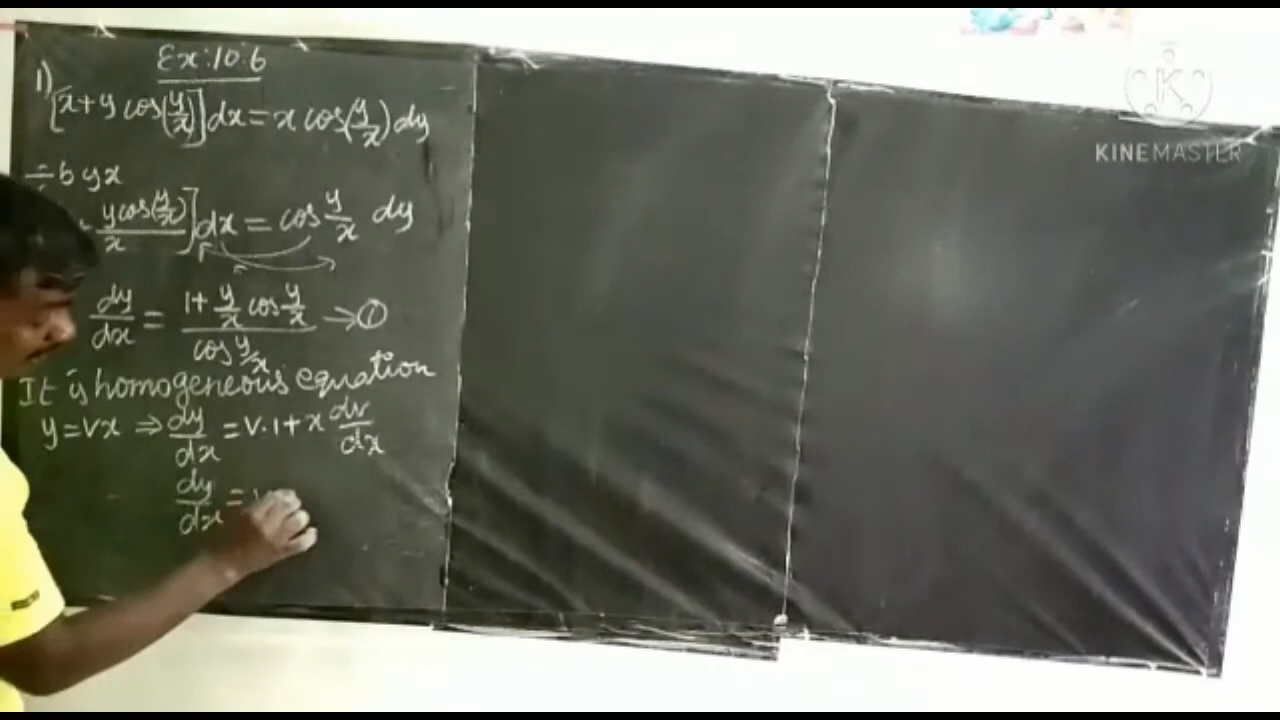 Ex:10:6
1) [x+y cos(y/x)]dx = x cos(y/x) dy
÷ by x
y cos(y/x)/x]dx = cos y/x dy
dy/dx = 1+ y/x cos y/x / cos y/x → ①
It is homogeneous equation
y = vx ⇒ dy/dx = v.1 + x dv/dx
dy/dx = v
K
KINEMASTER